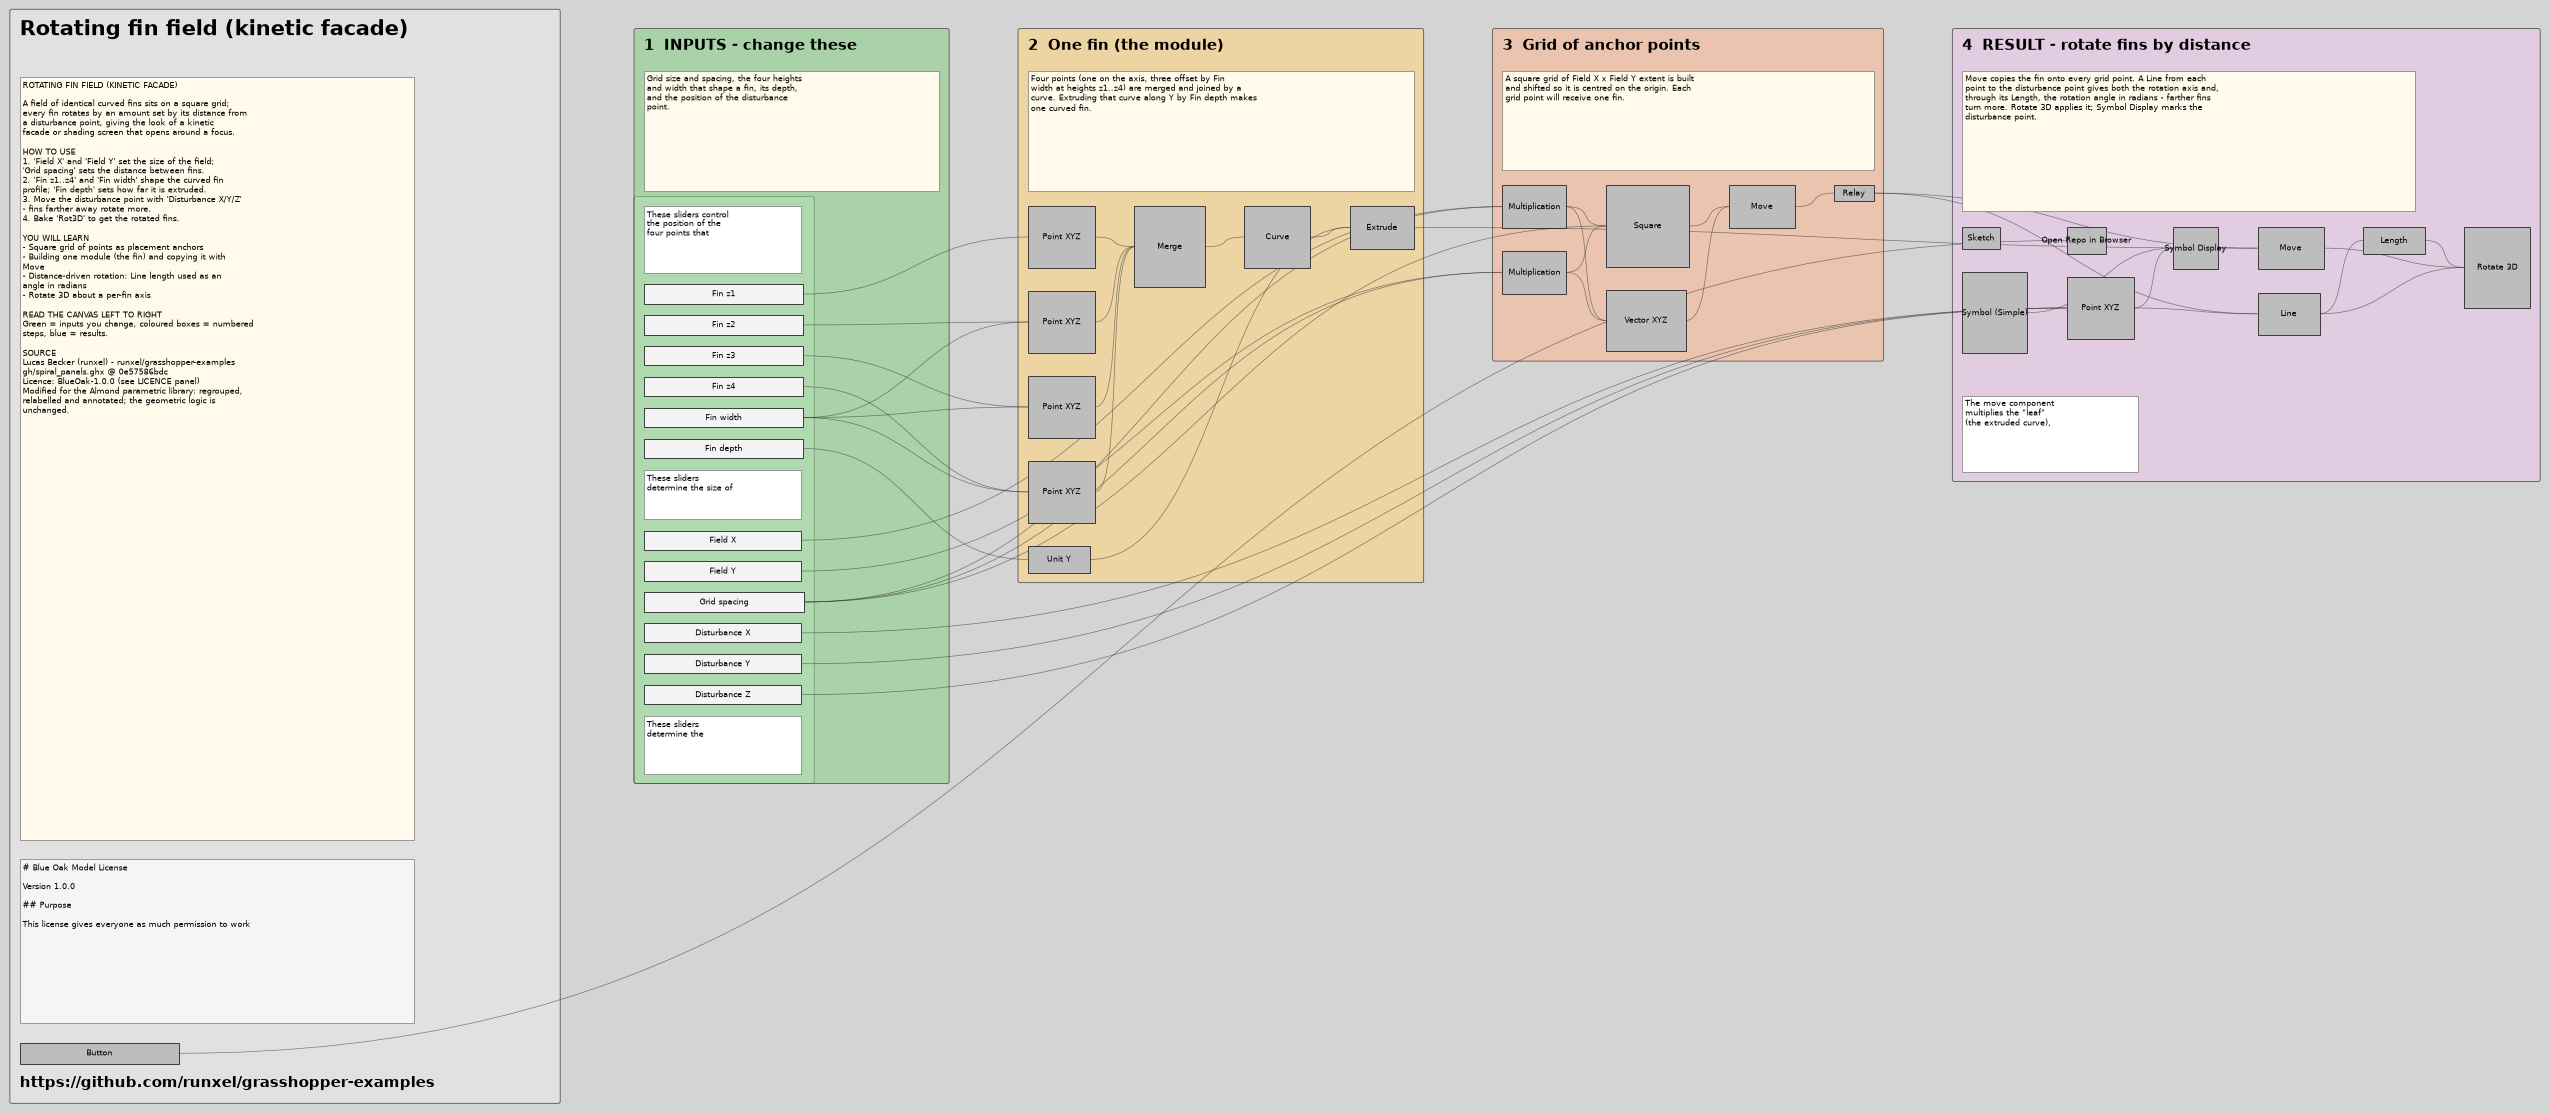 Rotating fin field (kinetic facade)
ROTATING FIN FIELD (KINETIC FACADE)
A field of identical curved fins sits on a square grid;
every fin rotates by an amount set by its distance from
a disturbance point, giving the look of a kinetic
facade or shading screen that opens around a focus.
HOW TO USE
1. 'Field X' and 'Field Y' set the size of the field;
'Grid spacing' sets the distance between fins.
2. 'Fin z1..z4' and 'Fin width' shape the curved fin
profile; 'Fin depth' sets how far it is extruded.
3. Move the disturbance point with 'Disturbance X/Y/Z'
- fins farther away rotate more.
4. Bake 'Rot3D' to get the rotated fins.
YOU WILL LEARN
- Square grid of points as placement anchors
- Building one module (the fin) and copying it with
Move
- Distance-driven rotation: Line length used as an
angle in radians
- Rotate 3D about a per-fin axis
READ THE CANVAS LEFT TO RIGHT
Green = inputs you change, coloured boxes = numbered
steps, blue = results.
SOURCE
Lucas Becker (runxel) - runxel/grasshopper-examples
gh/spiral_panels.ghx @ 0e57586bdc
Licence: BlueOak-1.0.0 (see LICENCE panel)
Modified for the Almond parametric library: regrouped,
relabelled and annotated; the geometric logic is
unchanged.
# Blue Oak Model License
Version 1.0.0
## Purpose
This license gives everyone as much permission to work
Button
https://github.com/runxel/grasshopper-examples
1 INPUTS - change these
Grid size and spacing, the four heights
and width that shape a fin, its depth,
and the position of the disturbance
point.
These sliders control
the position of the
four points that
Fin z1
Fin z2
Fin z3
Fin z4
Fin width
Fin depth
These sliders
determine the size of
Field X
Field Y
Grid spacing
Disturbance X
Disturbance Y
Disturbance Z
These sliders
determine the
2 One fin (the module)
Four points (one on the axis, three offset by Fin
width at heights z1..z4) are merged and joined by a
curve. Extruding that curve along Y by Fin depth makes
one curved fin.
Point XYZ
Merge
Curve
Extrude
Point XYZ
Point XYZ
Point XYZ
Unit Y
3 Grid of anchor points
A square grid of Field X x Field Y extent is built
and shifted so it is centred on the origin. Each
grid point will receive one fin.
Multiplication
Square
Move
Relay
Multiplication
Vector XYZ
4 RESULT - rotate fins by distance
Move copies the fin onto every grid point. A Line from each
point to the disturbance point gives both the rotation axis and,
through its Length, the rotation angle in radians - farther fins
turn more. Rotate 3D applies it; Symbol Display marks the
disturbance point.
Sketch
Open Repo in Browser
Symbol Display
Move
Length
Rotate 3D
Symbol (Simple)
Point XYZ
Line
The move component
multiplies the "leaf"
(the extruded curve),